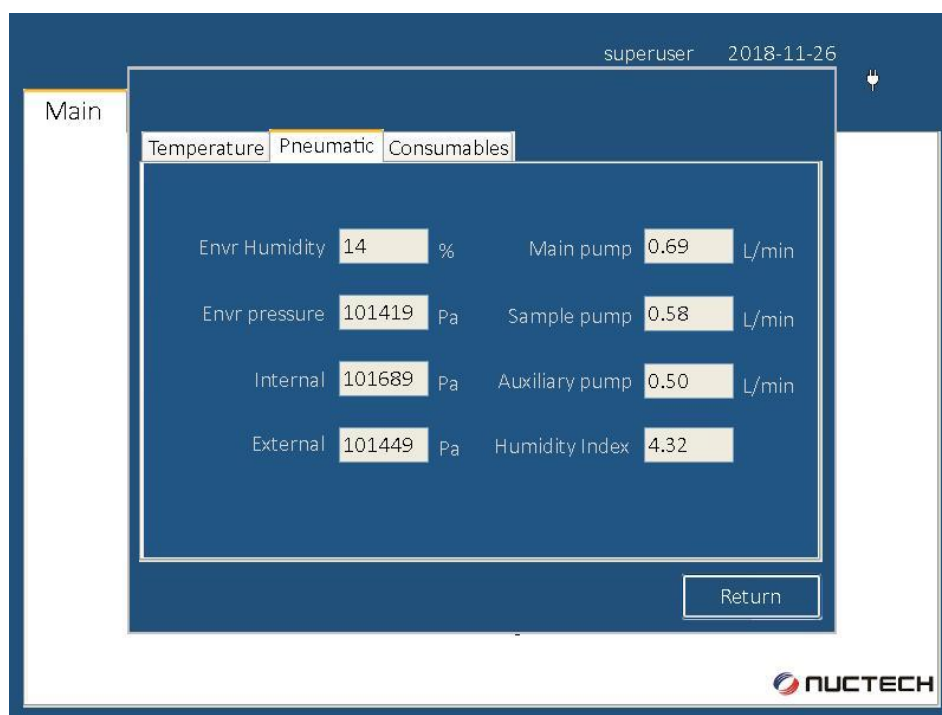 superuser 2018-11-26
Main
Temperature Pneumatic Consumables
Envr Humidity 14 % Main pump 0.69 L/min
Envr pressure 101419 Pa Sample pump 0.58 L/min
Internal 101689 Pa Auxiliary pump 0.50 L/min
External 101449 Pa Humidity Index 4.32
Return
NUCTECH